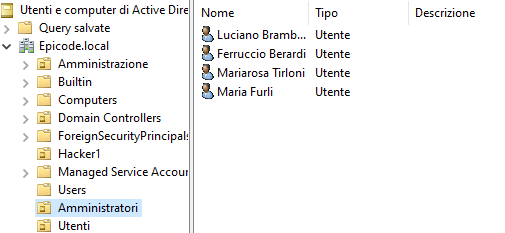 Utenti e computer di Active Dire
Query salvate
Epicode.local
Amministrazione
Builtin
Computers
Domain Controllers
ForeignSecurityPrincipals
Hacker1
Managed Service Accour
Users
Amministratori
Utenti
Nome Tipo Descrizione
Luciano Bramb... Utente
Ferruccio Berardi Utente
Mariarosa Tirloni Utente
Maria Furli Utente